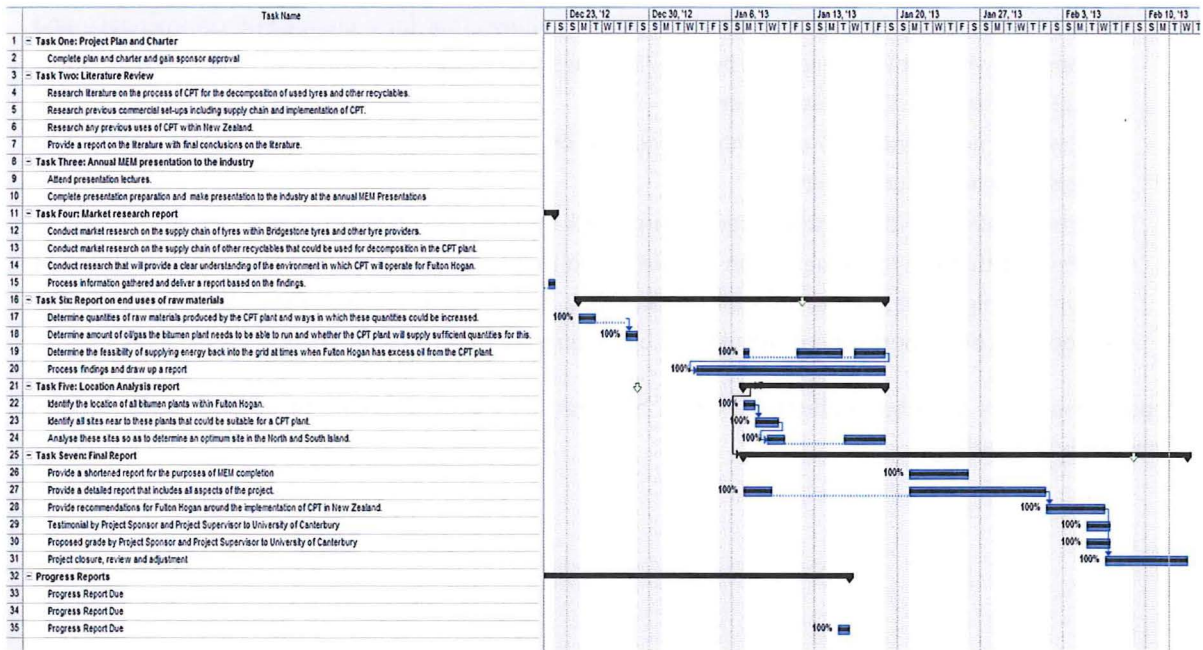 Task Name
Dec 23, '12 Dec 30, '12 Jan 6, '13 Jan 13, '13 Jan 20, '13 Jan 27, '13 Feb 3, '13 Feb 10, '13
F S S M T W T F S S M T W T F S S M T W T F S S M T W T F S S M T W T F S S M T W T F S S M T W T F S S M T W T
1 Task One: Project Plan and Charter
2 Complete plan and charter and gain sponsor approval
3 Task Two: Literature Review
4 Research literature on the process of CPT for the decomposition of used tyres and other recyclables.
5 Research previous commercial set-ups including supply chain and implementation of CPT.
6 Research any previous uses of CPT within New Zealand.
7 Provide a report on the literature with final conclusions on the literature.
8 Task Three: Annual MEM presentation to the industry
9 Attend presentation lectures.
10 Complete presentation preparation and make presentation to the industry at the annual MEM Presentations
11 Task Four: Market research report
12 Conduct market research on the supply chain of tyres within Bridgestone tyres and other tyre providers.
13 Conduct market research on the supply chain of other recyclables that could be used for decomposition in the CPT plant.
14 Conduct research that will provide a clear understanding of the environment in which CPT will operate for Fulton Hogan.
15 Process information gathered and deliver a report based on the findings.
16 Task Six: Report on end uses of raw materials
17 Determine quantities of raw materials produced by the CPT plant and ways in which these quantities could be increased. 100%
18 Determine amount of oil/gas the bitumen plant needs to be able to run and whether the CPT plant will supply sufficient quantities for this. 100%
19 Determine the feasibility of supplying energy back into the grid at times when Fulton Hogan has excess oil from the CPT plant. 100%
20 Process findings and draw up a report 100%
21 Task Five: Location Analysis report
22 Identify the location of all bitumen plants within Fulton Hogan. 100%
23 Identify all sites near to these plants that could be suitable for a CPT plant. 100%
24 Analyse these sites so as to determine an optimum site in the North and South Island. 100%
25 Task Seven: Final Report
26 Provide a shortened report for the purposes of MEM completion 100%
27 Provide a detailed report that includes all aspects of the project. 100%
28 Provide recommendations for Fulton Hogan around the implementation of CPT in New Zealand. 100%
29 Testimonial by Project Sponsor and Project Supervisor to University of Canterbury 100%
30 Proposed grade by Project Sponsor and Project Supervisor to University of Canterbury 100%
31 Project closure, review and adjustment 100%
32 Progress Reports
33 Progress Report Due
34 Progress Report Due
35 Progress Report Due 100%